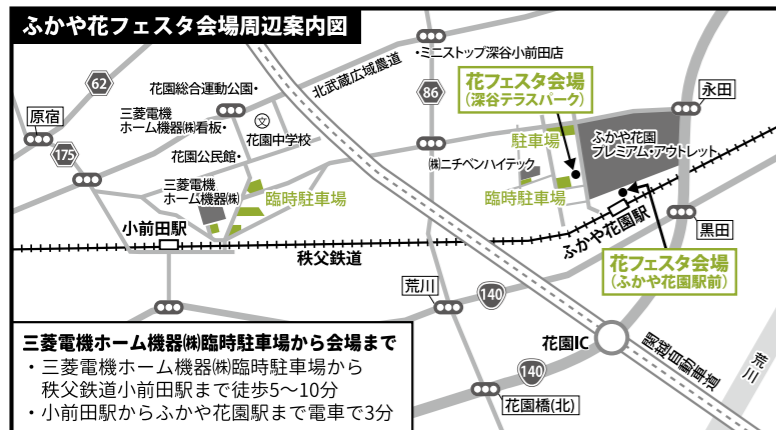 ふかや花フェスタ会場周辺案内図
・ミニストップ深谷小前田店
北武蔵広域農道
62
花園総合運動公園・
86
花フェスタ会場
(深谷テラスパーク)
永田
原宿
三菱電機
ホーム機器㈱看板・
文
花園中学校
駐車場
ふかや花園
プレミアム・アウトレット
175
花園公民館・
㈱ニチベンハイテック
三菱電機
ホーム機器㈱
臨時駐車場
臨時駐車場
小前田駅
ふかや花園駅
黒田
秩父鉄道
花フェスタ会場
(ふかや花園駅前)
荒川
140
三菱電機ホーム機器㈱臨時駐車場から会場まで
・三菱電機ホーム機器㈱臨時駐車場から
秩父鉄道小前田駅まで徒歩5〜10分
・小前田駅からふかや花園駅まで電車で3分
花園IC
関越自動車道
荒川
140
花園橋(北)